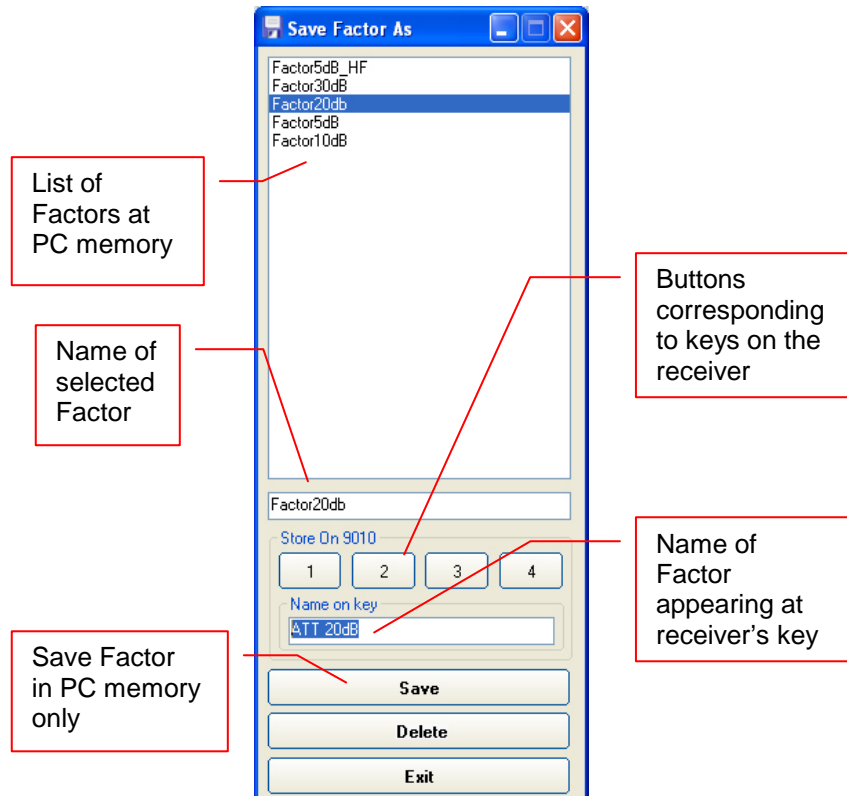 Save Factor As
Factor5dB_HF
Factor30dB
Factor20db
Factor5dB
Factor10dB
List of
Factors at
PC memory
Buttons
corresponding
to keys on the
receiver
Name of
selected
Factor
Factor20db
Store On 9010
1 2 3 4
Name on key
ATT 20dB
Name of
Factor
appearing at
receiver's key
Save Factor
in PC memory
only
Save
Delete
Exit